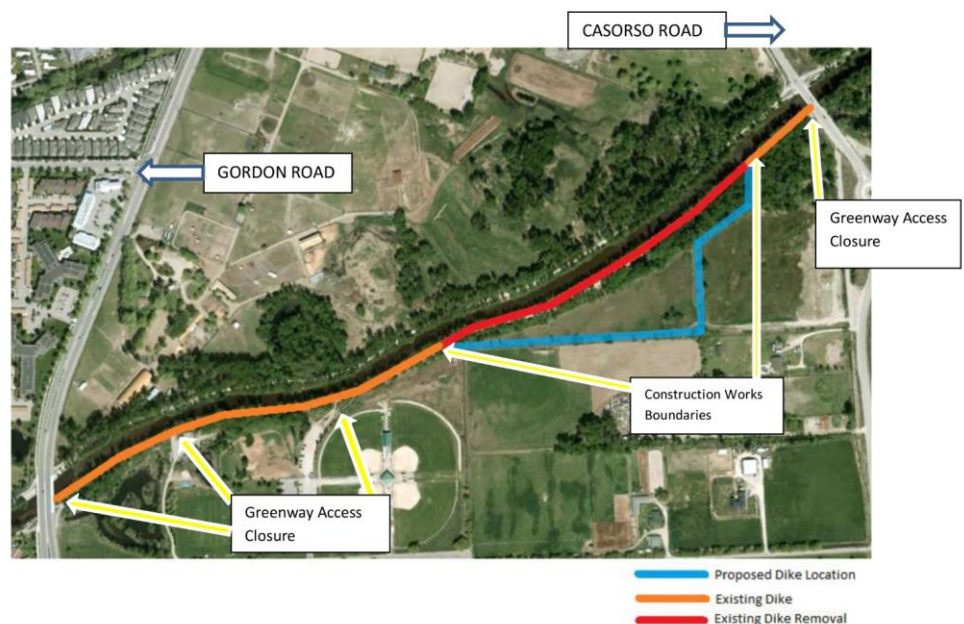 CASORSO ROAD
GORDON ROAD
Greenway Access
Closure
Construction Works
Boundaries
Greenway Access
Closure
Proposed Dike Location
Existing Dike
Existing Dike Removal